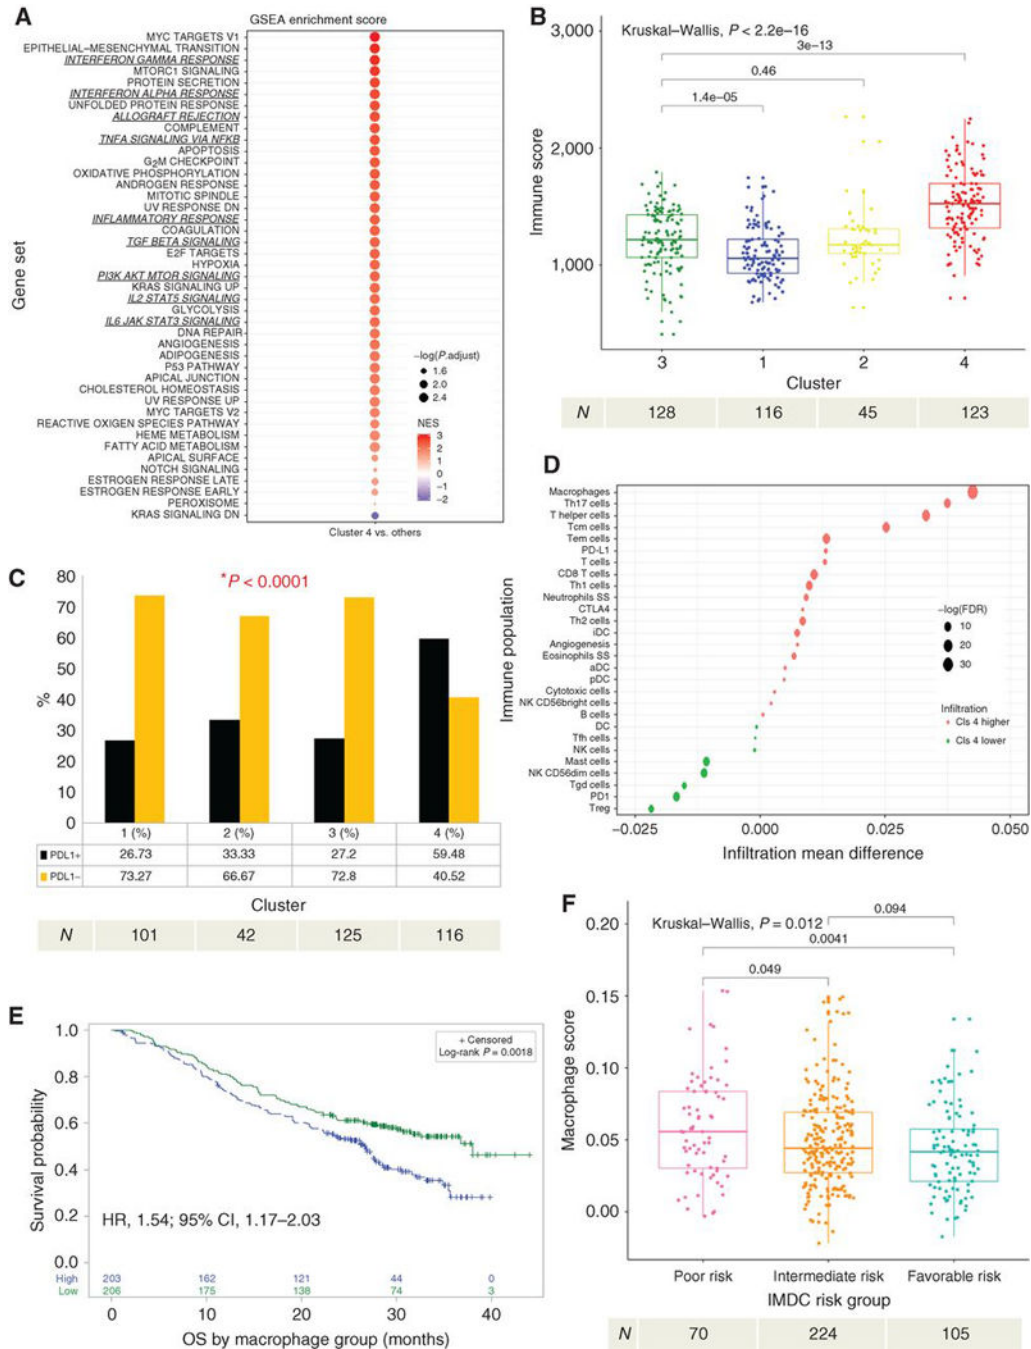 A
GSEA enrichment score
MYC TARGETS V1
EPITHELIAL–MESENCHYMAL TRANSITION
INTERFERON GAMMA RESPONSE
MTORC1 SIGNALING
PROTEIN SECRETION
INTERFERON ALPHA RESPONSE
UNFOLDED PROTEIN RESPONSE
ALLOGRAFT REJECTION
COMPLEMENT
TNFA SIGNALING VIA NFKB
APOPTOSIS
G2M CHECKPOINT
OXIDATIVE PHOSPHORYLATION
ANDROGEN RESPONSE
MITOTIC SPINDLE
UV RESPONSE DN
INFLAMMATORY RESPONSE
COAGULATION
TGF BETA SIGNALING
E2F TARGETS
HYPOXIA
PI3K AKT MTOR SIGNALING
KRAS SIGNALING UP
IL2 STAT5 SIGNALING
GLYCOLYSIS
IL6 JAK STAT3 SIGNALING
DNA REPAIR
ANGIOGENESIS
ADIPOGENESIS
P53 PATHWAY
APICAL JUNCTION
CHOLESTEROL HOMEOSTASIS
UV RESPONSE UP
MYC TARGETS V2
REACTIVE OXIGEN SPECIES PATHWAY
HEME METABOLISM
FATTY ACID METABOLISM
APICAL SURFACE
NOTCH SIGNALING
ESTROGEN RESPONSE LATE
ESTROGEN RESPONSE EARLY
PEROXISOME
KRAS SIGNALING DN
Gene set
Cluster 4 vs. others
–log(P.adjust)
1.6
2.0
2.4
NES
3
2
1
0
−1
−2
B
Kruskal–Wallis, P < 2.2e–16
3e–13
0.46
1.4e–05
3,000
2,000
1,000
Immune score
3 1 2 4
Cluster
N 128 116 45 123
C
*P < 0.0001
80
70
60
50
40
30
20
10
0
%
1 (%) 2 (%) 3 (%) 4 (%)
PDL1+ 26.73 33.33 27.2 59.48
PDL1– 73.27 66.67 72.8 40.52
Cluster
N 101 42 125 116
D
Macrophages
Th17 cells
T helper cells
Tcm cells
Tem cells
PD-L1
T cells
CD8 T cells
Th1 cells
Neutrophils SS
CTLA4
Th2 cells
iDC
Angiogenesis
Eosinophils SS
aDC
pDC
Cytotoxic cells
NK CD56bright cells
B cells
DC
Tfh cells
NK cells
Mast cells
NK CD56dim cells
Tgd cells
PD1
Treg
Immune population
–log(FDR)
10
20
30
Infiltration
Cls 4 higher
Cls 4 lower
−0.025 0.000 0.025 0.050
Infiltration mean difference
E
+ Censored
Log-rank P = 0.0018
1.0
0.8
0.6
0.4
0.2
0.0
Survival probability
HR, 1.54; 95% CI, 1.17–2.03
High 203 162 121 44 0
Low 206 175 138 74 3
0 10 20 30 40
OS by macrophage group (months)
F
Kruskal–Wallis, P = 0.012
0.094
0.0041
0.049
0.20
0.15
0.10
0.05
0.00
Macrophage score
Poor risk Intermediate risk Favorable risk
IMDC risk group
N 70 224 105